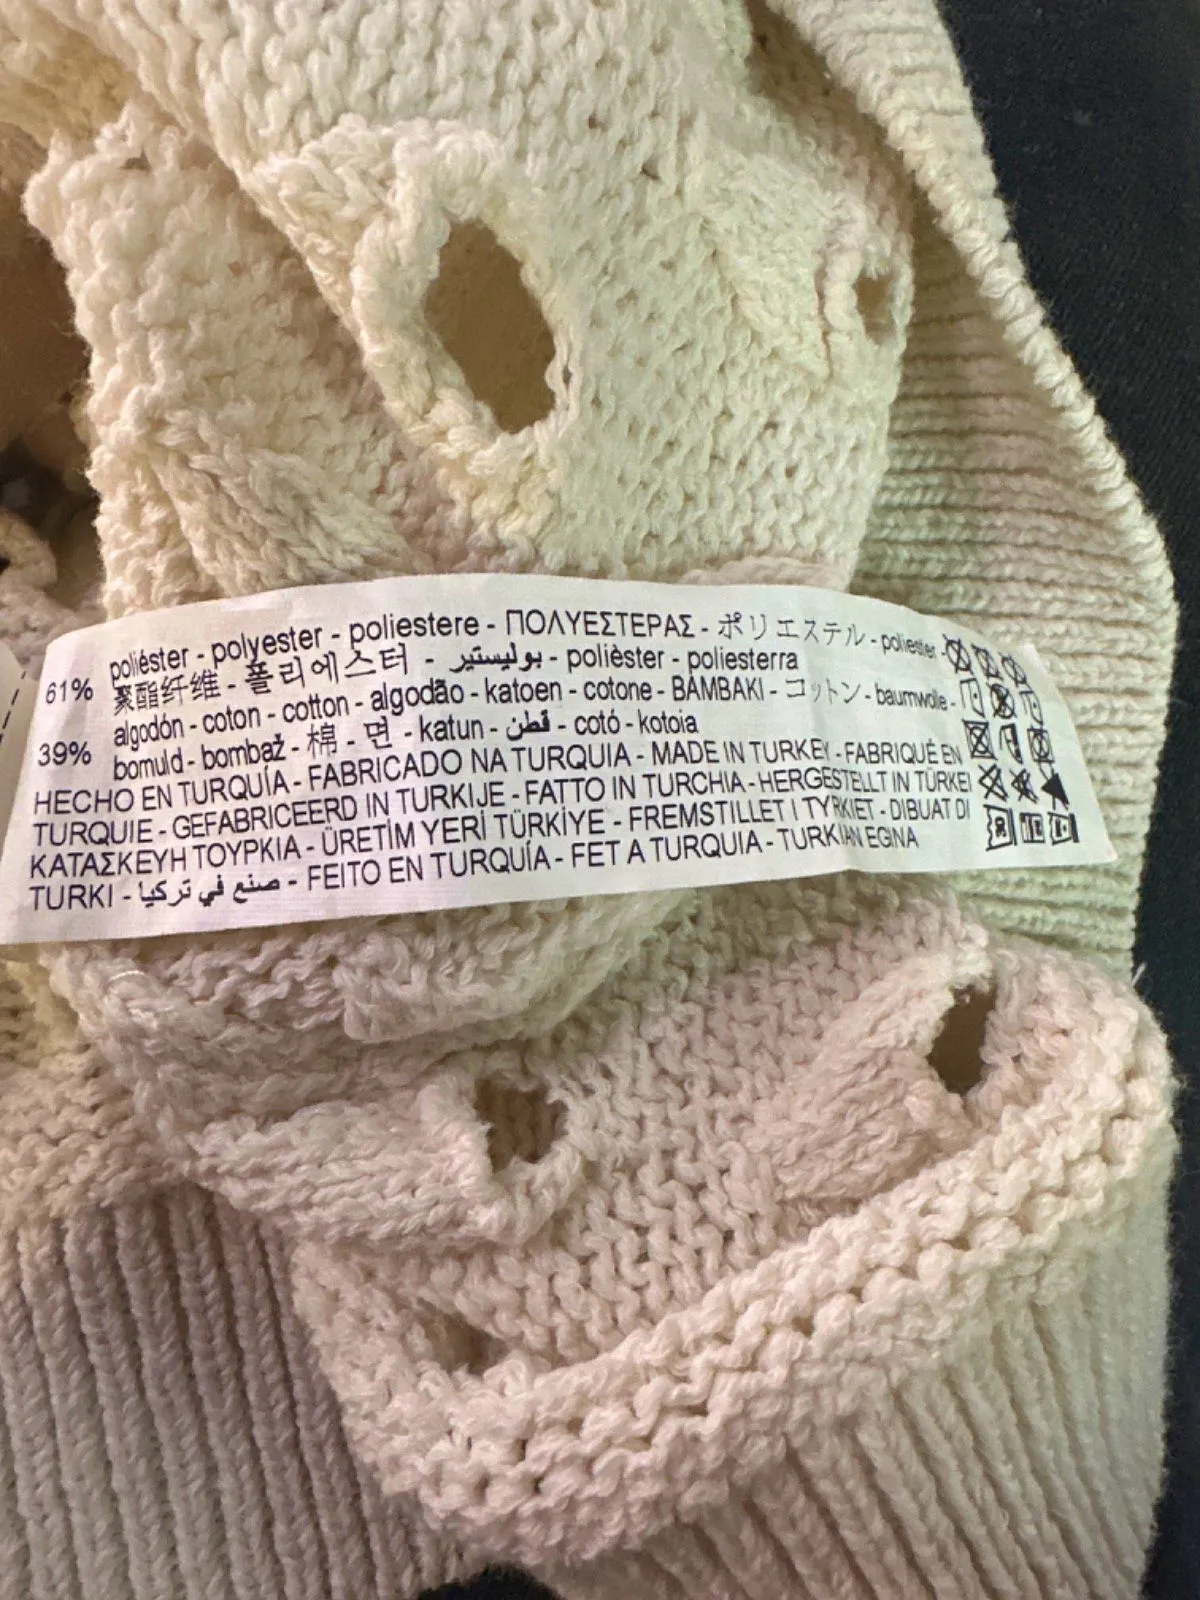 61% poliéster - polyester - poliestere - ΠΟΛΥΕΣΤΕΡΑΣ - ポリエステル - poliester
聚酯纤维 - 폴리에스터 - بوليستير - polièster - poliesterra
39% algodón - coton - cotton - algodão - katoen - cotone - BAMBAKI - コットン - baumwolle -
bomuld - bombaž - 棉 - 면 - katun - قطن - cotó - kotoia
HECHO EN TURQUÍA - FABRICADO NA TURQUIA - MADE IN TURKEY - FABRIQUÉ EN
TURQUIE - GEFABRICEERD IN TURKIJE - FATTO IN TURCHIA - HERGESTELLT IN TÜRKEI
ΚΑΤΑΣΚΕΥΗ ΤΟΥΡΚΙΑ - ÜRETİM YERİ TÜRKİYE - FREMSTILLET I TYRKIET - DIBUAT DI
TURKI - صنع في تركيا - FEITO EN TURQUÍA - FET A TURQUIA - TURKIAN EGINA